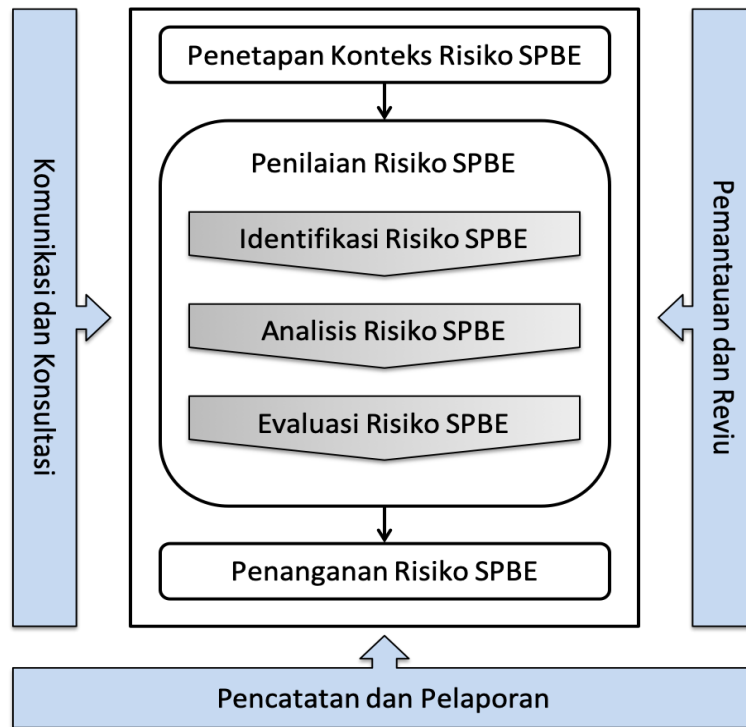 Penetapan Konteks Risiko SPBE
Penilaian Risiko SPBE
Identifikasi Risiko SPBE
Analisis Risiko SPBE
Evaluasi Risiko SPBE
Penanganan Risiko SPBE
Komunikasi dan Konsultasi
Pemantauan dan Reviu
Pencatatan dan Pelaporan